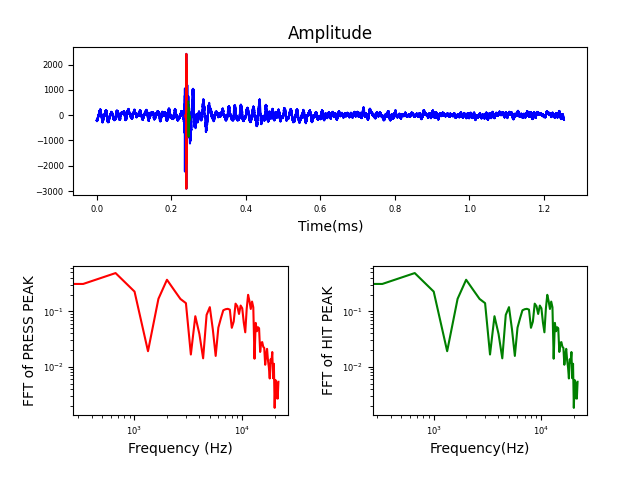 Amplitude
2000
1000
0
−1000
−2000
−3000
0.0 0.2 0.4 0.6 0.8 1.0 1.2
Time(ms)
FFT of PRESS PEAK
10⁻¹
10⁻²
10³ 10⁴
Frequency (Hz)
FFT of HIT PEAK
10⁻¹
10⁻²
10³ 10⁴
Frequency(Hz)